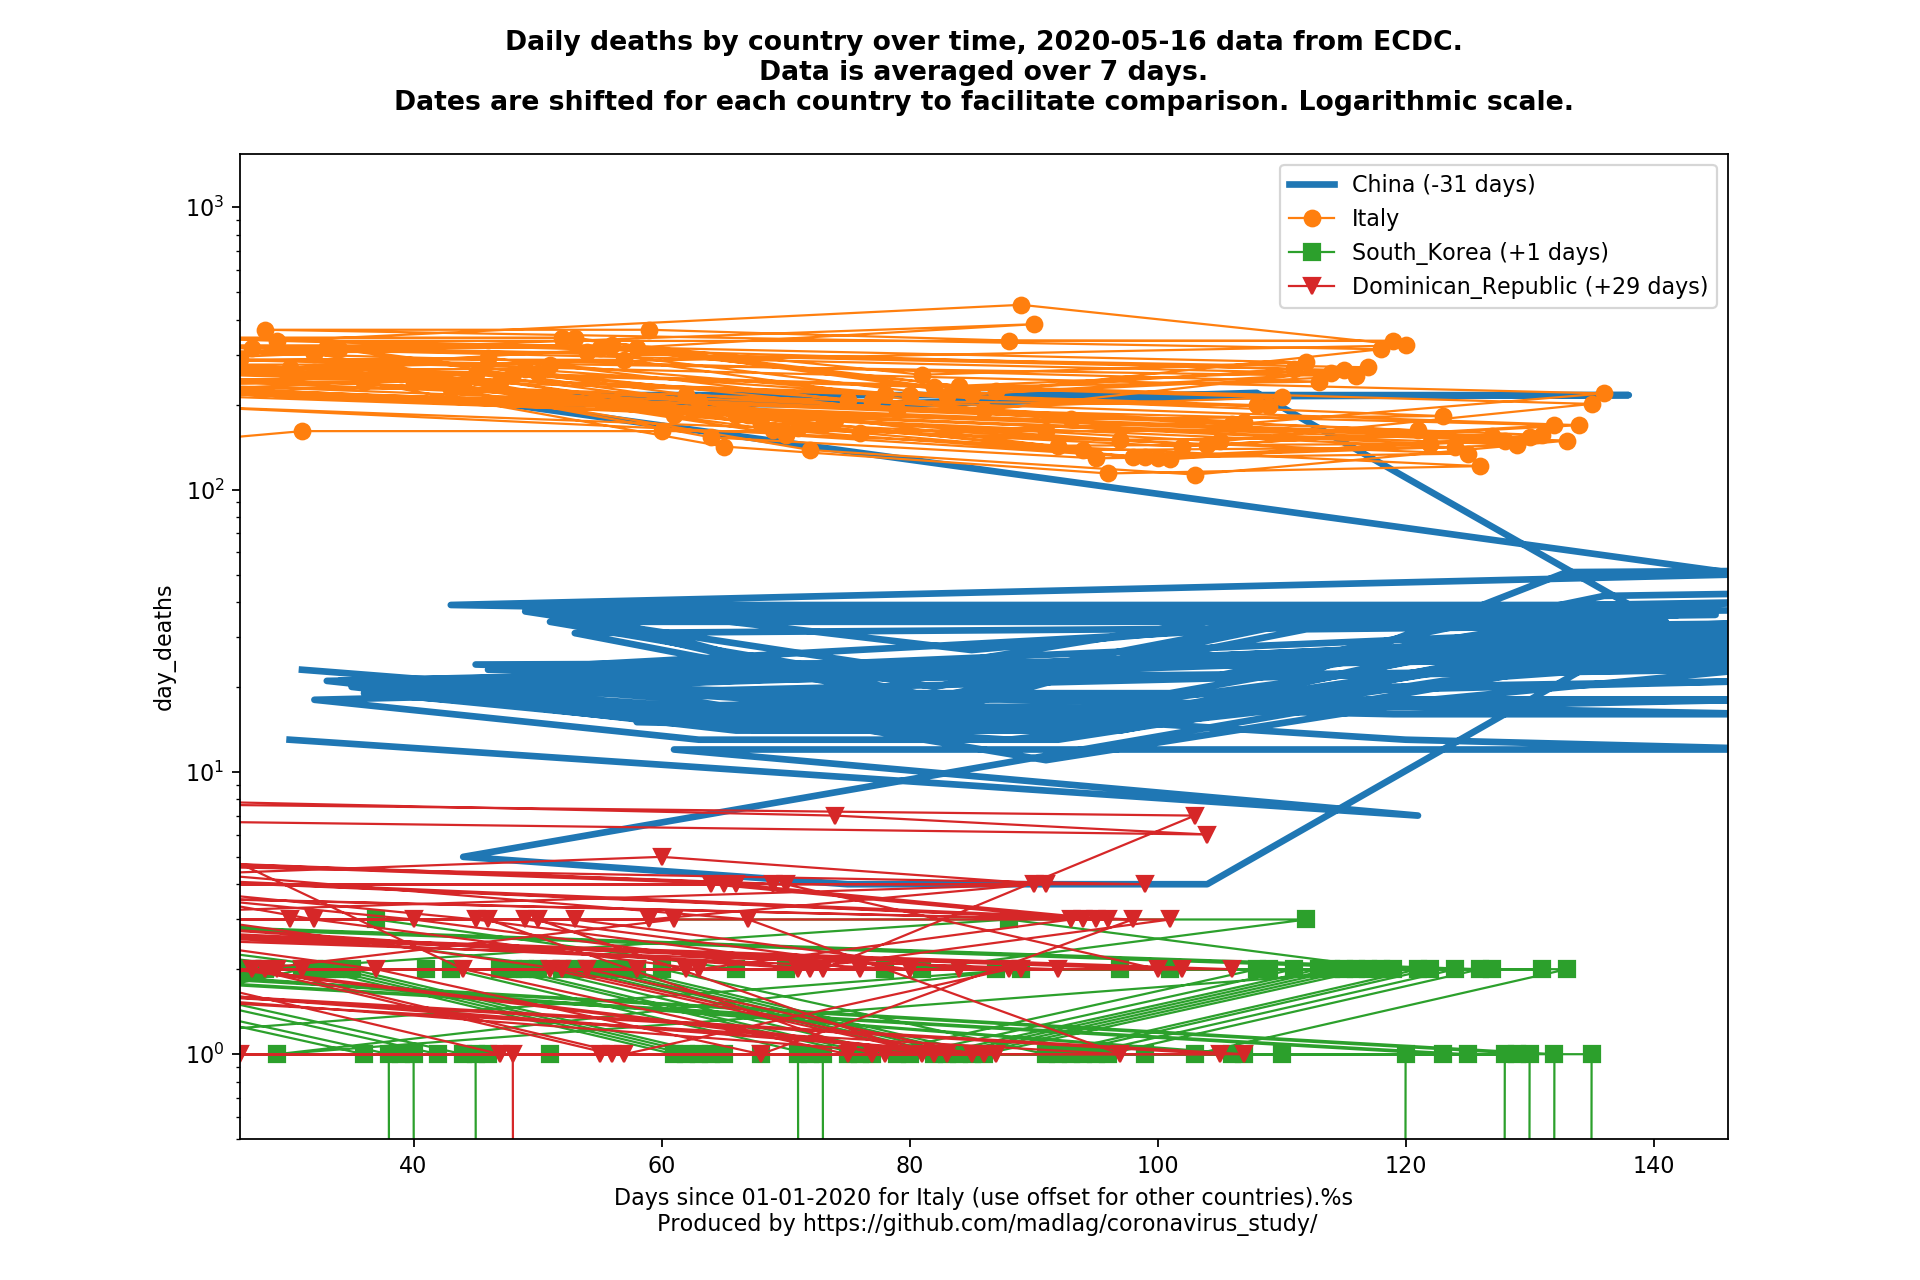 Daily deaths by country over time, 2020-05-16 data from ECDC.
Data is averaged over 7 days.
Dates are shifted for each country to facilitate comparison. Logarithmic scale.
China (-31 days)
Italy
South_Korea (+1 days)
Dominican_Republic (+29 days)
day_deaths
10³
10²
10¹
10⁰
40 60 80 100 120 140
Days since 01-01-2020 for Italy (use offset for other countries).%s
Produced by https://github.com/madlag/coronavirus_study/